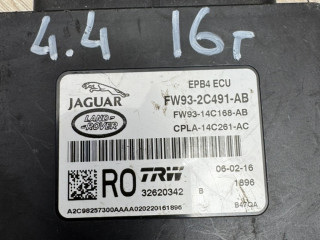 4.4 16г
EPB4 ECU
JAGUAR
FW93-2C491-AB
FW93-14C168-AB
LAND ROVER
CPLA-14C261-AC
RO TRW 06-02-16
32620342 B 1896
A2C98257300AAAA020220161896